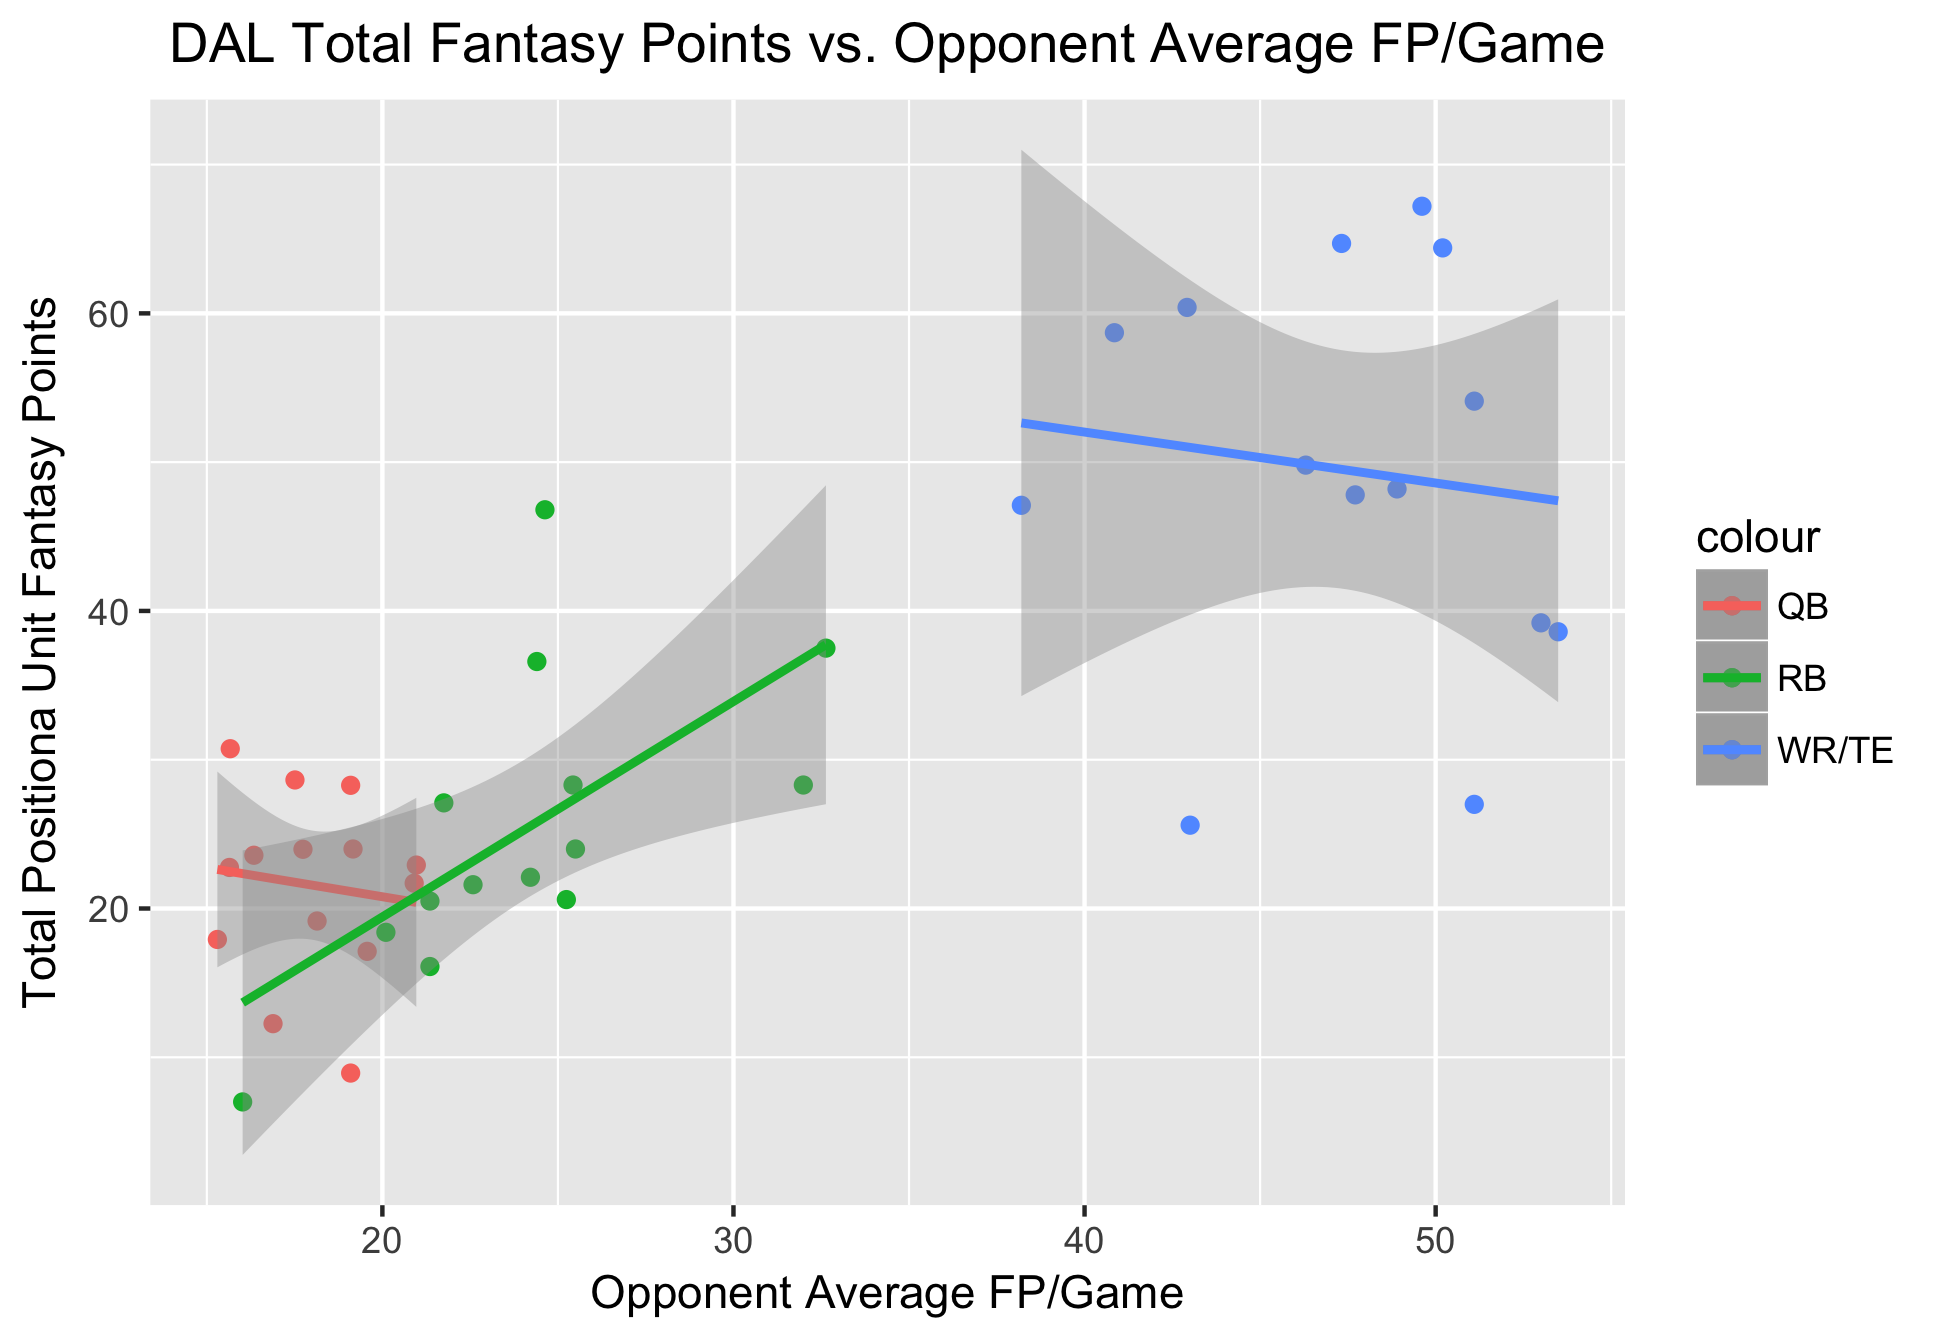 DAL Total Fantasy Points vs. Opponent Average FP/Game
Total Positiona Unit Fantasy Points
60
40
20
20
30
40
50
Opponent Average FP/Game
colour
QB
RB
WR/TE